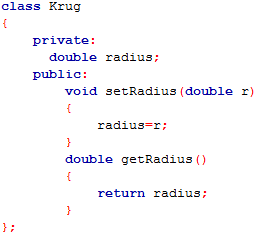 class Krug
{
    private:
      double radius;
    public:
        void setRadius(double r)
        {
            radius=r;
        }
        double getRadius()
        {
            return radius;
        }
};